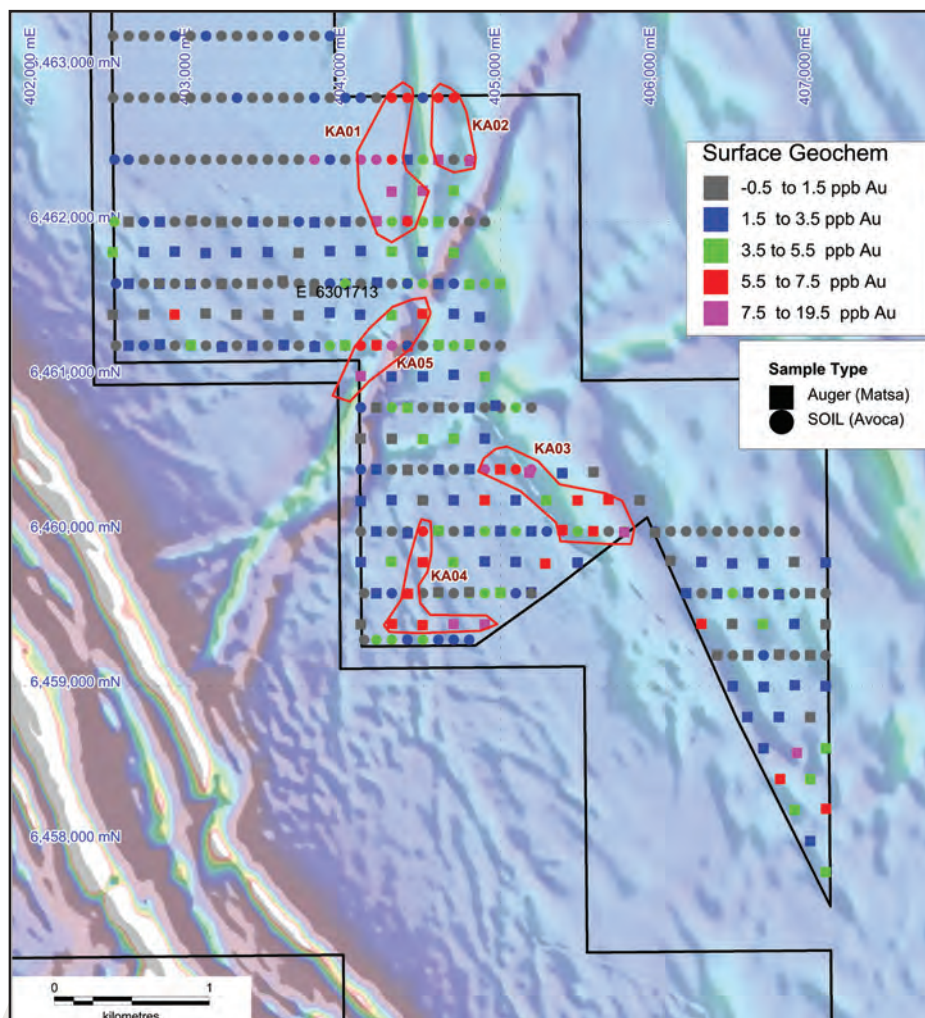 402,000 mE
403,000 mE
404,000 mE
405,000 mE
406,000 mE
407,000 mE
6,463,000 mN
KA01
KA02
Surface Geochem
-0.5 to 1.5 ppb Au
1.5 to 3.5 ppb Au
3.5 to 5.5 ppb Au
5.5 to 7.5 ppb Au
7.5 to 19.5 ppb Au
6,462,000 mN
E 6301713
Sample Type
Auger (Matsa)
SOIL (Avoca)
6,461,000 mN
KA05
KA03
6,460,000 mN
KA04
6,459,000 mN
6,458,000 mN
0 1
kilometres